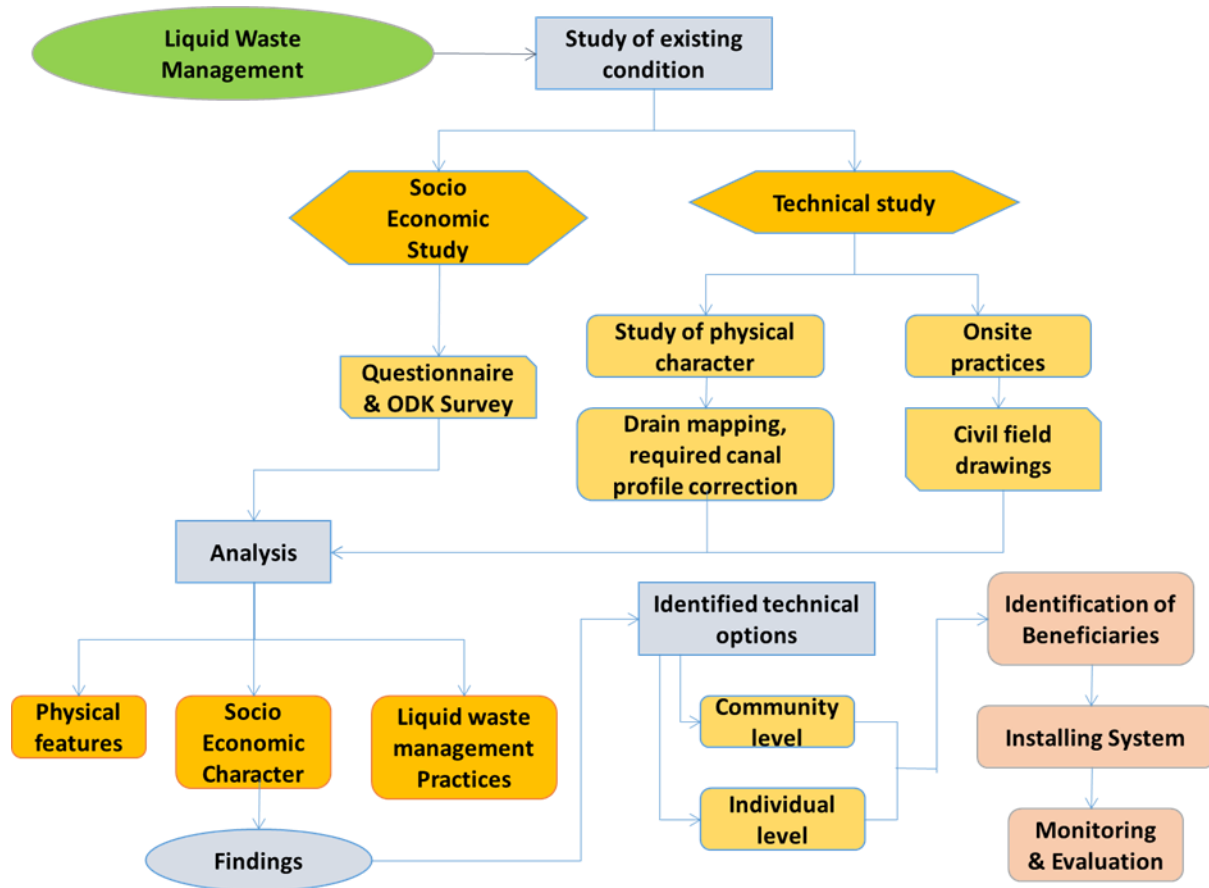 Liquid Waste
Management
Study of existing
condition
Socio
Economic
Study
Technical study
Study of physical
character
Onsite
practices
Questionnaire
& ODK Survey
Drain mapping,
required canal
profile correction
Civil field
drawings
Analysis
Identified technical
options
Identification of
Beneficiaries
Physical
features
Socio
Economic
Character
Liquid waste
management
Practices
Community
level
Installing System
Individual
level
Findings
Monitoring
& Evaluation